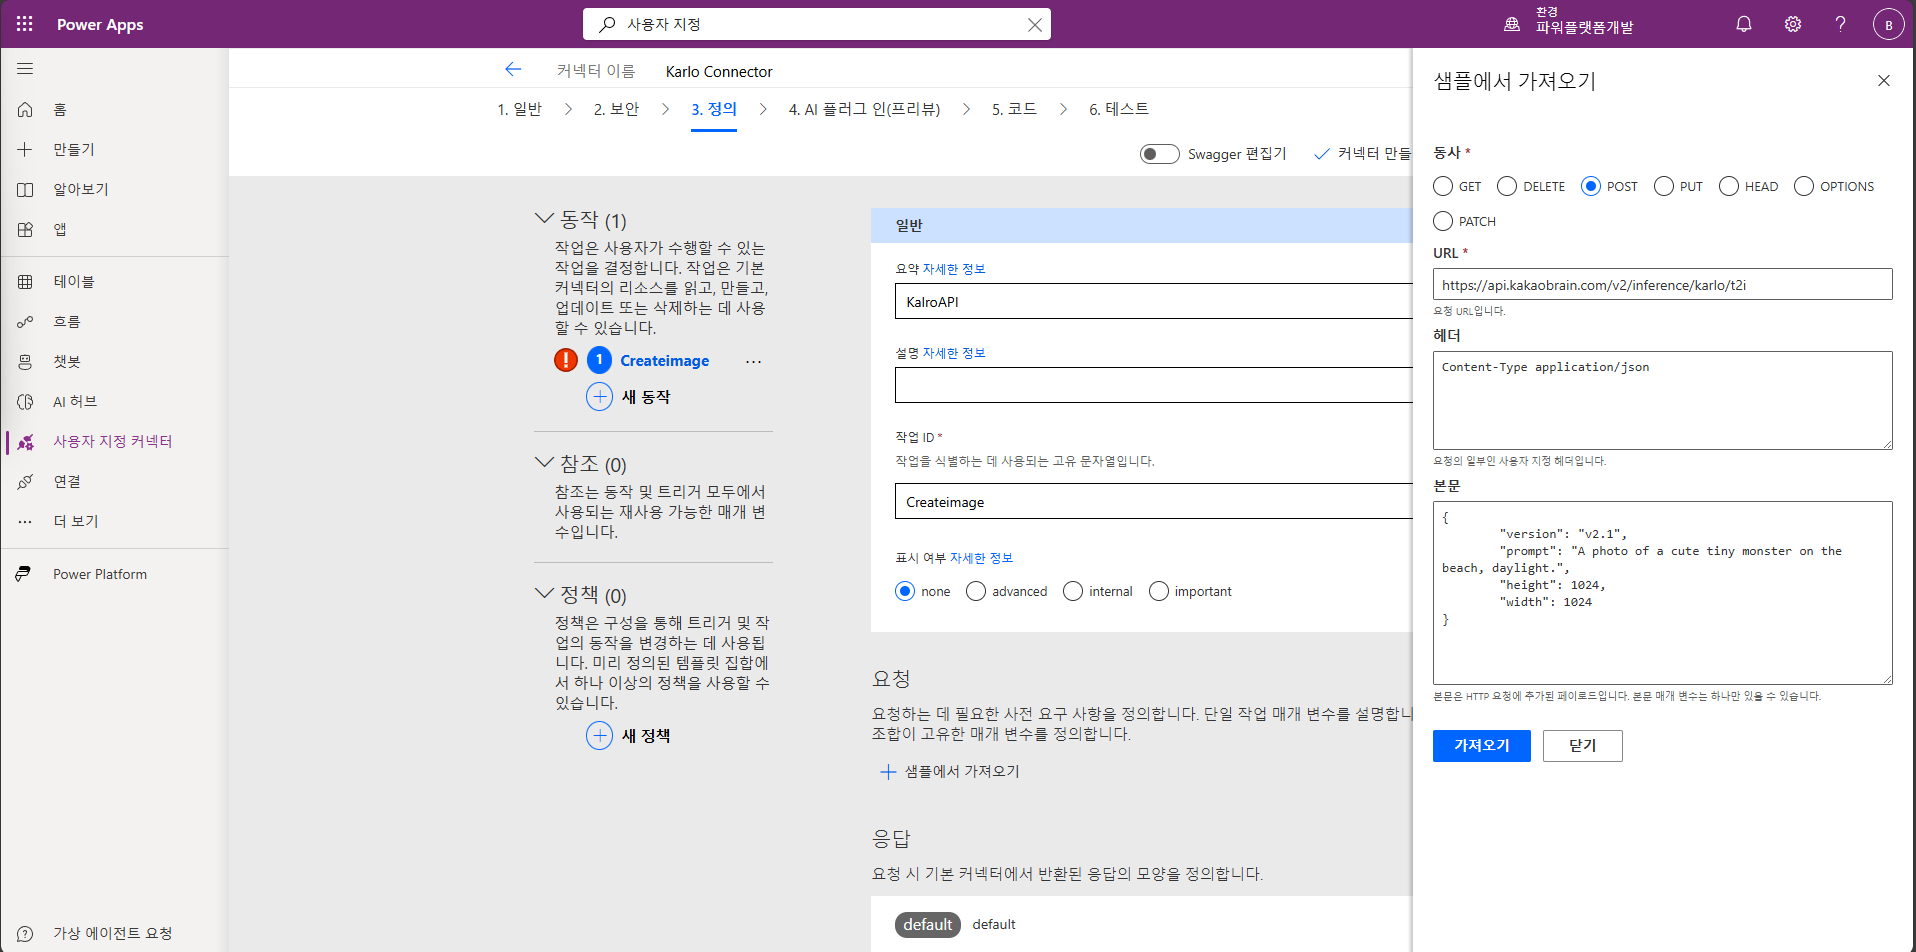 Power Apps
사용자 지정
환경
파워플랫폼개발
B
홈
만들기
알아보기
앱
테이블
흐름
챗봇
AI 허브
사용자 지정 커넥터
연결
더 보기
Power Platform
가상 에이전트 요청
커넥터 이름 Karlo Connector
1. 일반 2. 보안 3. 정의 4. AI 플러그 인(프리뷰) 5. 코드 6. 테스트
Swagger 편집기 커넥터 만들
동작 (1)
작업은 사용자가 수행할 수 있는
작업을 결정합니다. 작업은 기본
커넥터의 리소스를 읽고, 만들고,
업데이트 또는 삭제하는 데 사용
할 수 있습니다.
1 Createimage ...
새 동작
참조 (0)
참조는 동작 및 트리거 모두에서
사용되는 재사용 가능한 매개 변
수입니다.
정책 (0)
정책은 구성을 통해 트리거 및 작
업의 동작을 변경하는 데 사용됩
니다. 미리 정의된 템플릿 집합에
서 하나 이상의 정책을 사용할 수
있습니다.
새 정책
일반
요약 자세한 정보
KalroAPI
설명 자세한 정보
작업 ID *
작업을 식별하는 데 사용되는 고유 문자열입니다.
Createimage
표시 여부 자세한 정보
none advanced internal important
요청
요청하는 데 필요한 사전 요구 사항을 정의합니다. 단일 작업 매개 변수를 설명합니
조합이 고유한 매개 변수를 정의합니다.
샘플에서 가져오기
응답
요청 시 기본 커넥터에서 반환된 응답의 모양을 정의합니다.
default default
샘플에서 가져오기
동사 *
GET DELETE POST PUT HEAD OPTIONS
PATCH
URL *
https://api.kakaobrain.com/v2/inference/karlo/t2i
요청 URL입니다.
헤더
Content-Type application/json
요청의 일부인 사용자 지정 헤더입니다.
본문
{
"version": "v2.1",
"prompt": "A photo of a cute tiny monster on the
beach, daylight.",
"height": 1024,
"width": 1024
}
본문은 HTTP 요청에 추가된 페이로드입니다. 본문 매개 변수는 하나만 있을 수 있습니다.
가져오기 닫기